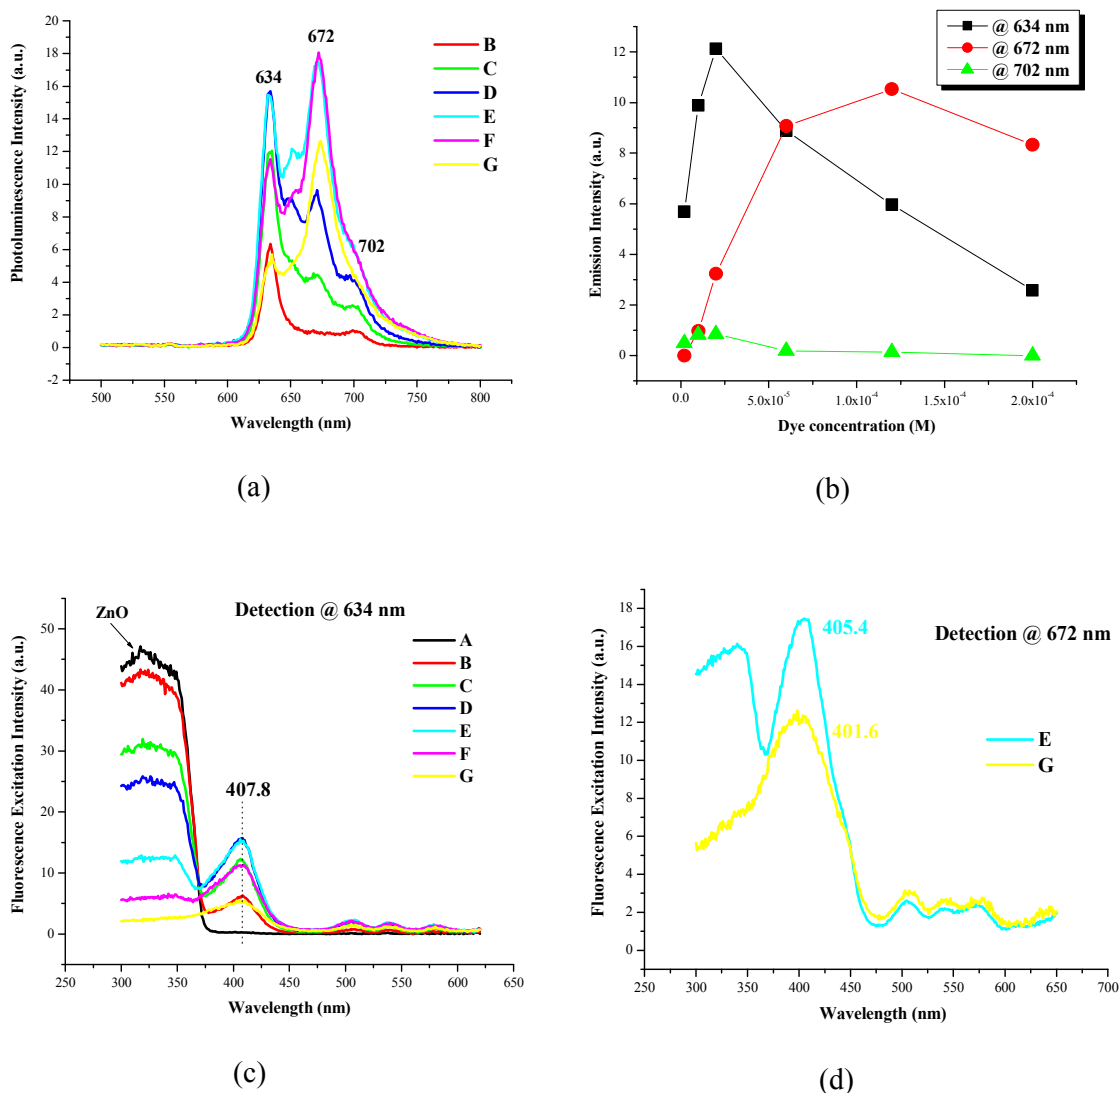 20
18
16
14
12
10
8
6
4
2
0
-2
Photoluminescence Intensity (a.u.)
634
672
702
B
C
D
E
F
G
500
550
600
650
700
750
800
Wavelength (nm)
(a)
@ 634 nm
@ 672 nm
@ 702 nm
12
10
8
6
4
2
0
Emission Intensity (a.u.)
0.0
5.0x10⁻⁵
1.0x10⁻⁴
1.5x10⁻⁴
2.0x10⁻⁴
Dye concentration (M)
(b)
ZnO
Detection @ 634 nm
50
40
30
20
10
0
Fluorescence Excitation Intensity (a.u.)
A
B
C
D
E
F
G
407.8
250
300
350
400
450
500
550
600
650
Wavelength (nm)
(c)
18
16
14
12
10
8
6
4
2
0
Fluorescence Excitation Intensity (a.u.)
405.4
Detection @ 672 nm
401.6
E
G
250
300
350
400
450
500
550
600
650
700
Wavelength (nm)
(d)